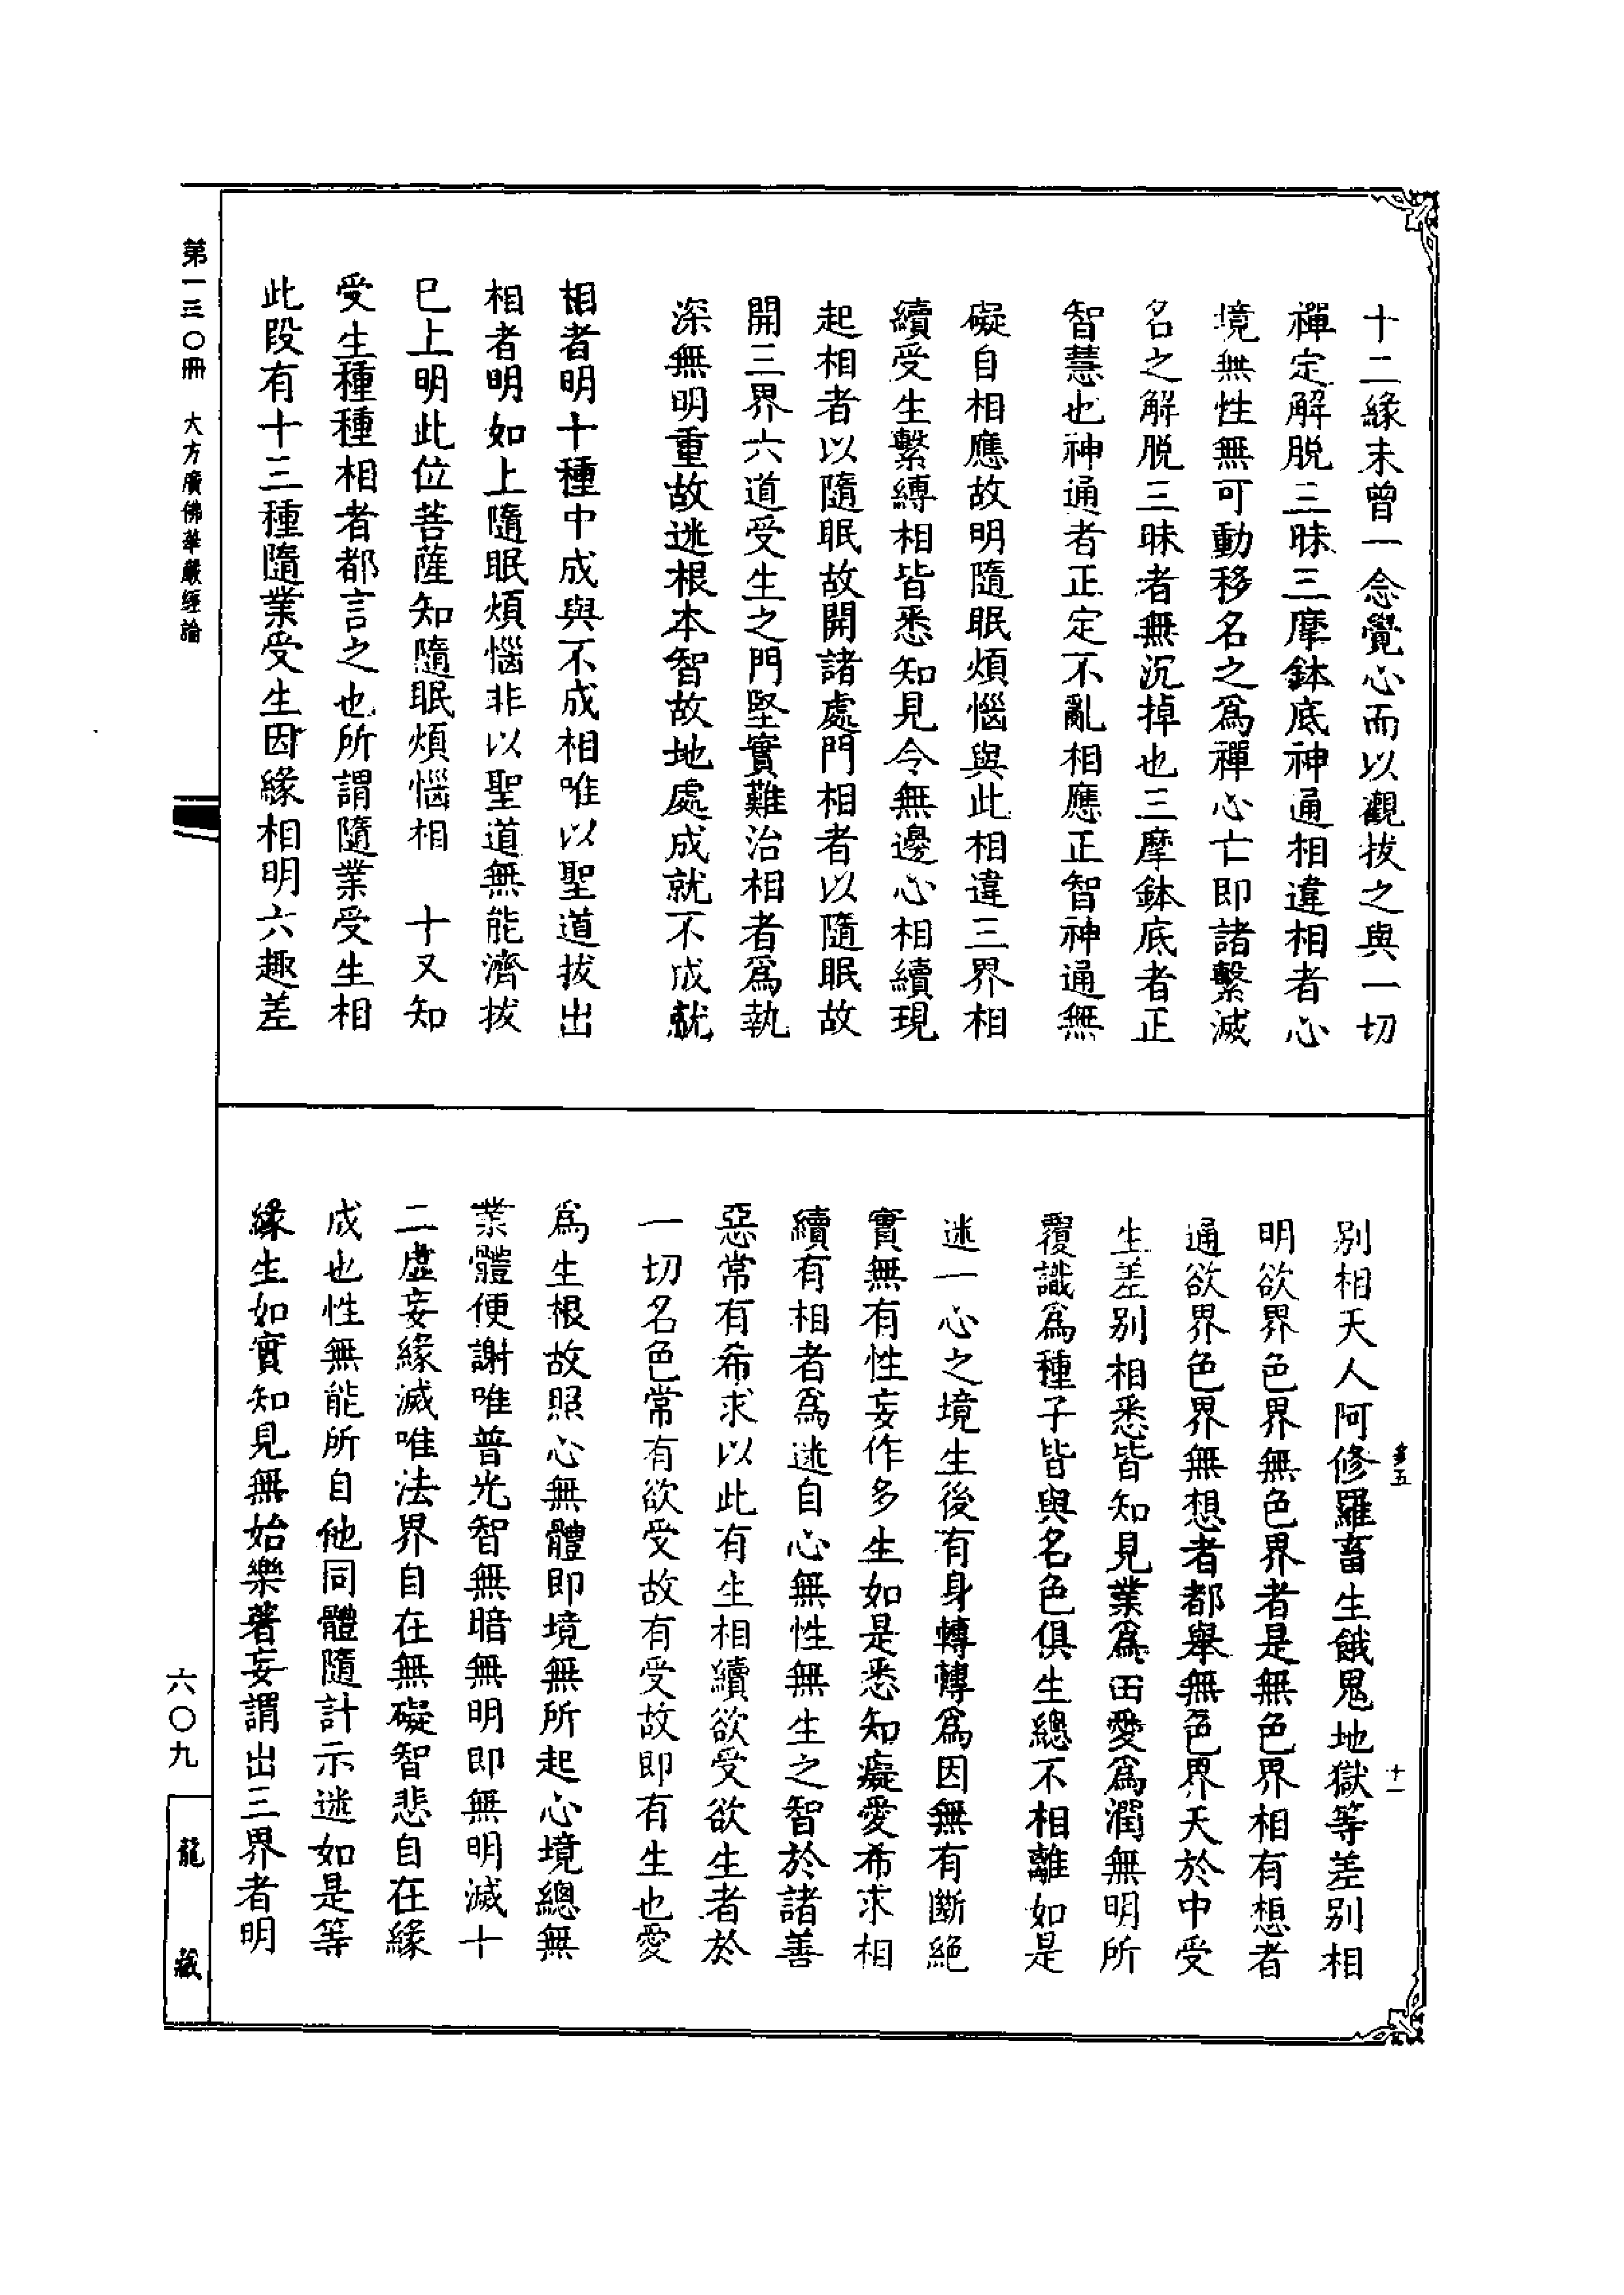 十二緣未曾一念覺心而以觀拔之與一切
禪定解脫三昧三摩鉢底神通相違相者心
境無性無可動移名之爲禪心亡即諸繫滅
名之解脫三昧者無沉掉也三摩鉢底者正
智慧也神通者正定不亂相應正智神通無
礙自相應故明隨眠煩惱與此相違三界相
續受生繫縛相皆悉知見令無邊心相續現
起相者以隨眠故開諸處門相者以隨眠故
開三界六道受生之門堅實難治相者爲執
深無明重故迷根本智故地處成就不成就
相者明十種中成與不成相唯以聖道拔出
相者明如上隨眠煩惱非以聖道無能濟拔
巳上明此位菩薩知隨眠煩惱相　十又知
受生種種相者都言之也所謂隨業受生相
此段有十三種隨業受生因緣相明六趣差
別相天人阿修羅畜生餓鬼地獄等差別相
明欲界色界無色界者是無色界相有想者
通欲界色界無想者都舉無色界天於中受
生差別相悉皆知見業爲田愛爲潤無明所
覆識爲種子皆與名色俱生總不相離如是
迷一心之境生後有身轉轉爲因無有斷絕
實無有性妄作多生如是悉知癡愛希求相
續有相者爲迷自心無性無生之智於諸善
惡常有希求以此有生相續欲受欲生者於
一切名色常有欲受故有受故即有生也愛
爲生根故照心無體即境無所起心境總無
業體便謝唯普光智無暗無明即無明滅十
二虛妄緣滅唯法界自在無礙智悲自在緣
成也性無能所自他同體隨計示迷如是等
緣生如實知見無始樂著妄謂出三界者明
多五
十一
第一三〇冊　大方廣佛華嚴經論
六〇九
龍藏